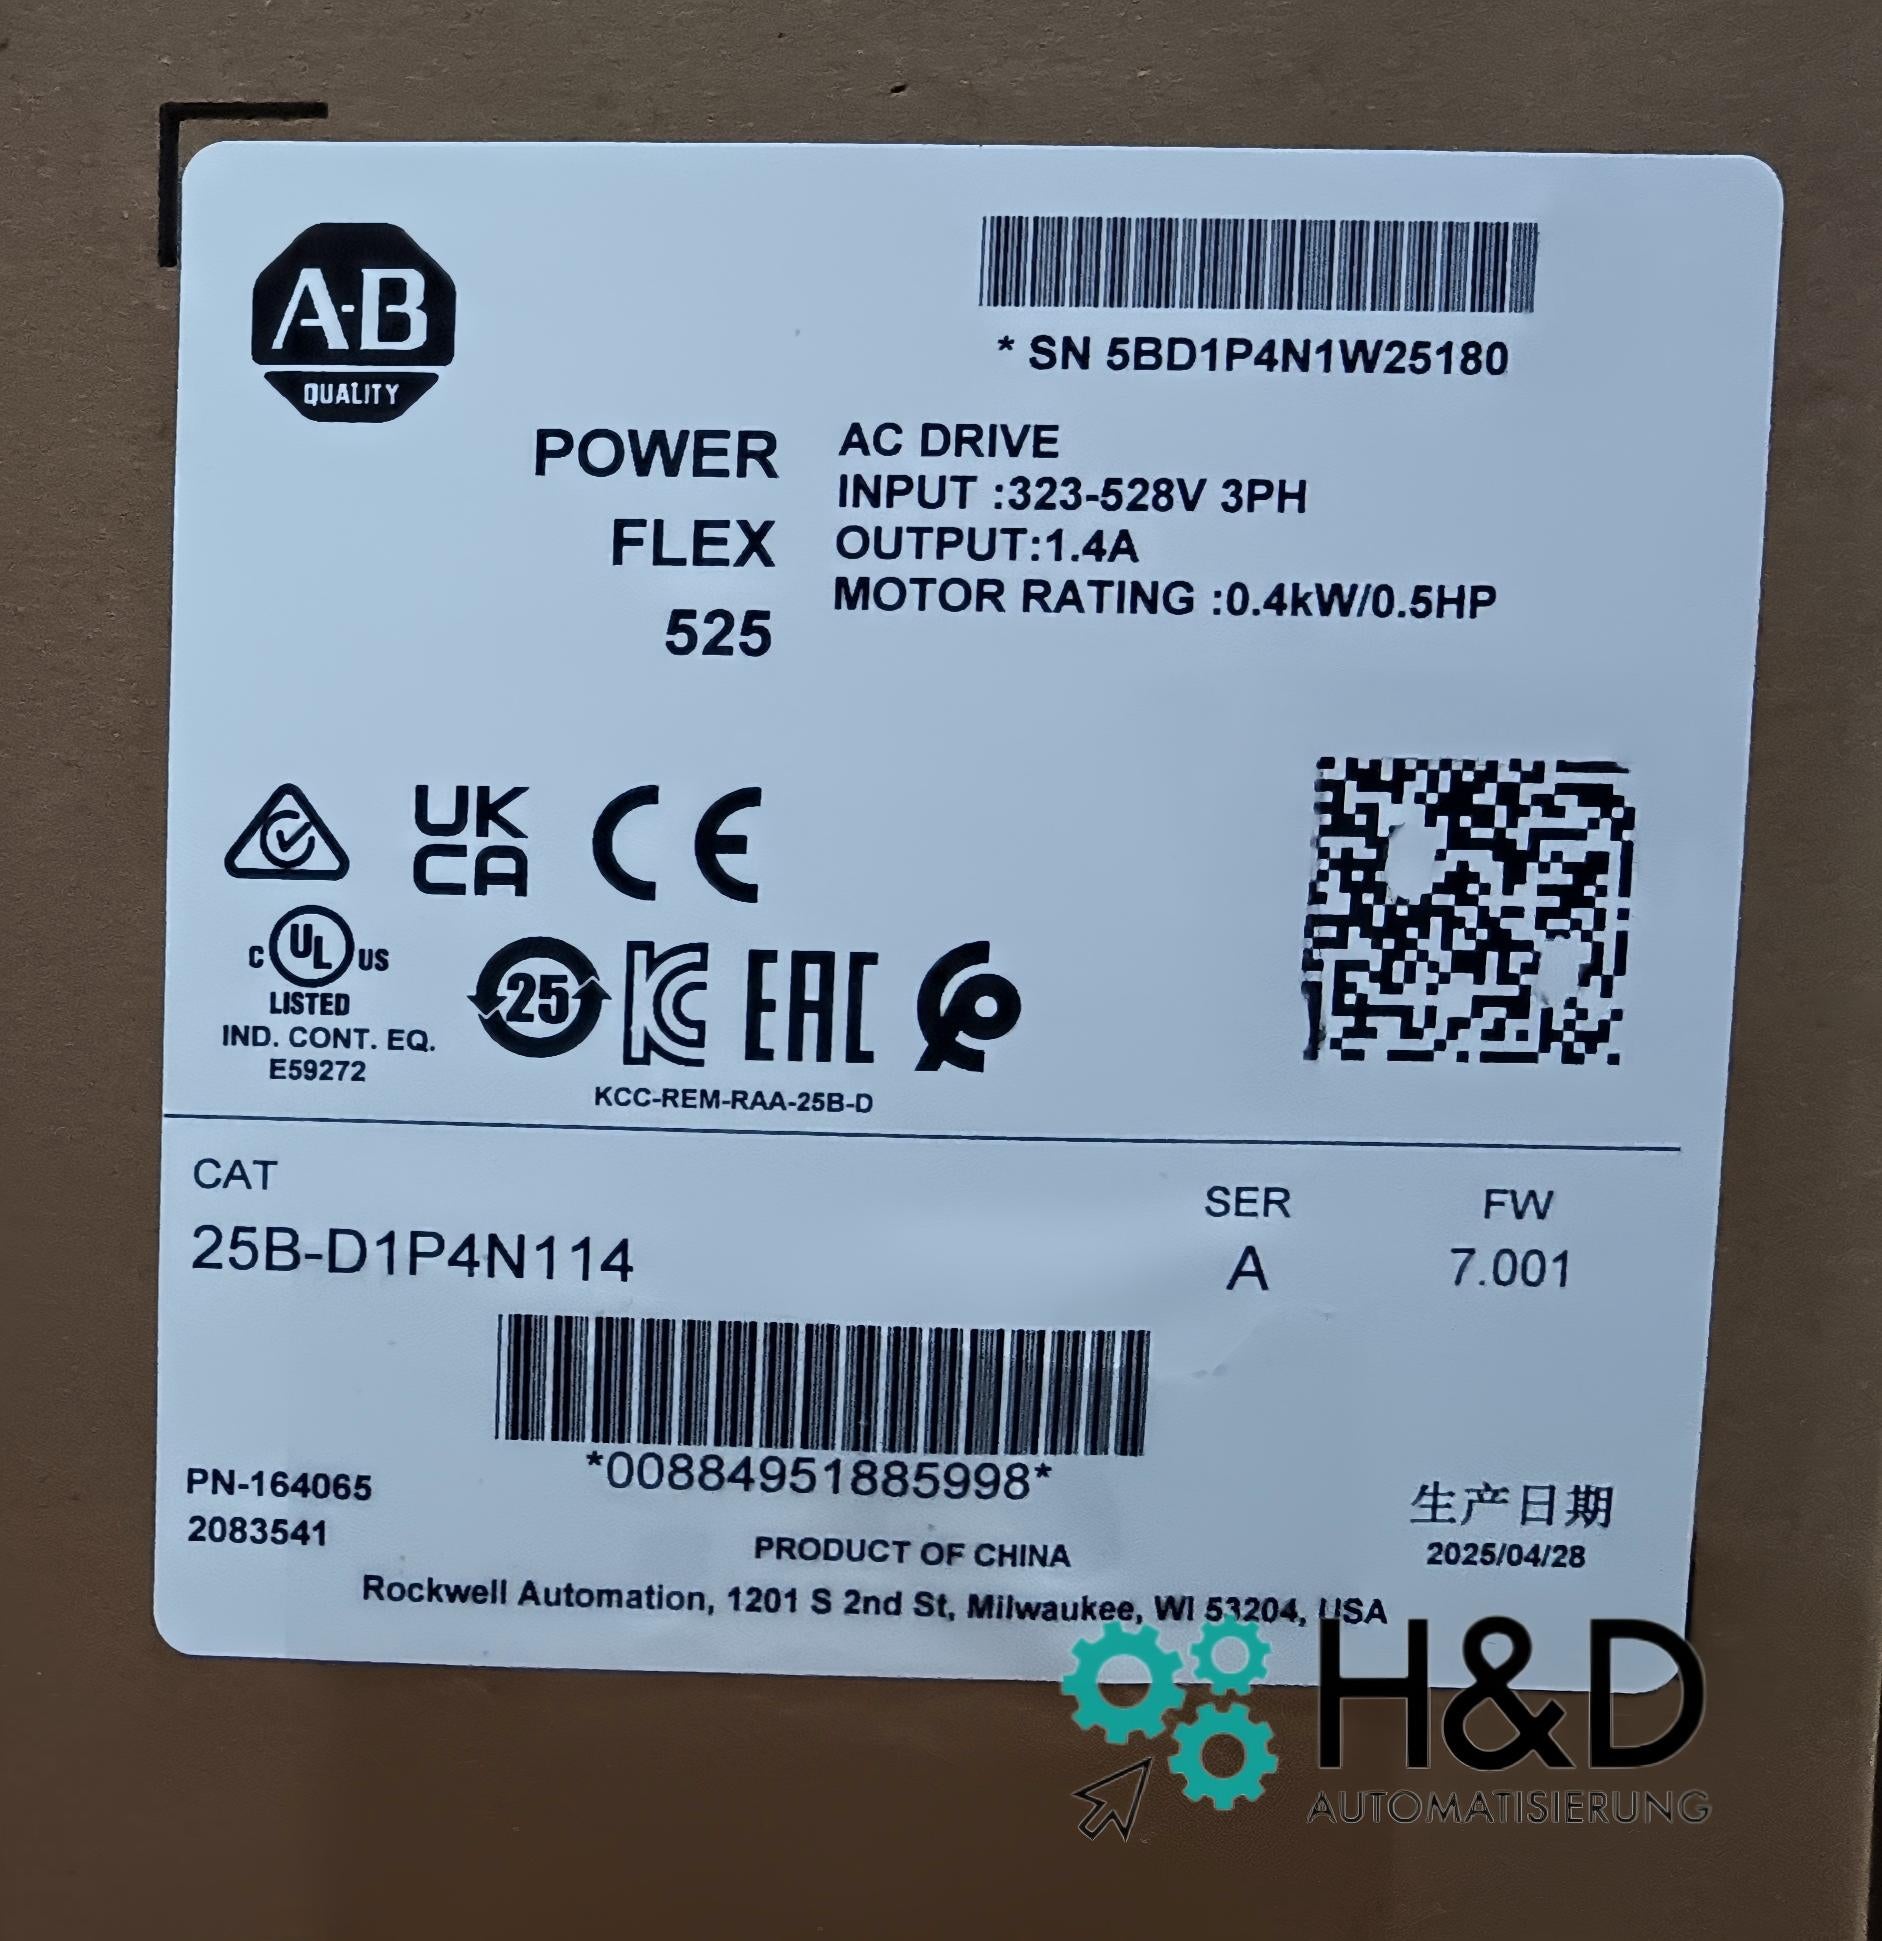 A-B
QUALITY
* SN 5BD1P4N1W25180
POWER
FLEX
525
AC DRIVE
INPUT :323-528V 3PH
OUTPUT:1.4A
MOTOR RATING :0.4kW/0.5HP
UK
CA
CE
C UL US
LISTED
IND. CONT. EQ.
E59272
25
KC
EAC
KCC-REM-RAA-25B-D
CAT
25B-D1P4N114
SER
A
FW
7.001
*00884951885998*
PN-164065
2083541
PRODUCT OF CHINA
生产日期
2025/04/28
Rockwell Automation, 1201 S 2nd St, Milwaukee, WI 53204, USA
H&D
AUTOMATISIERUNG